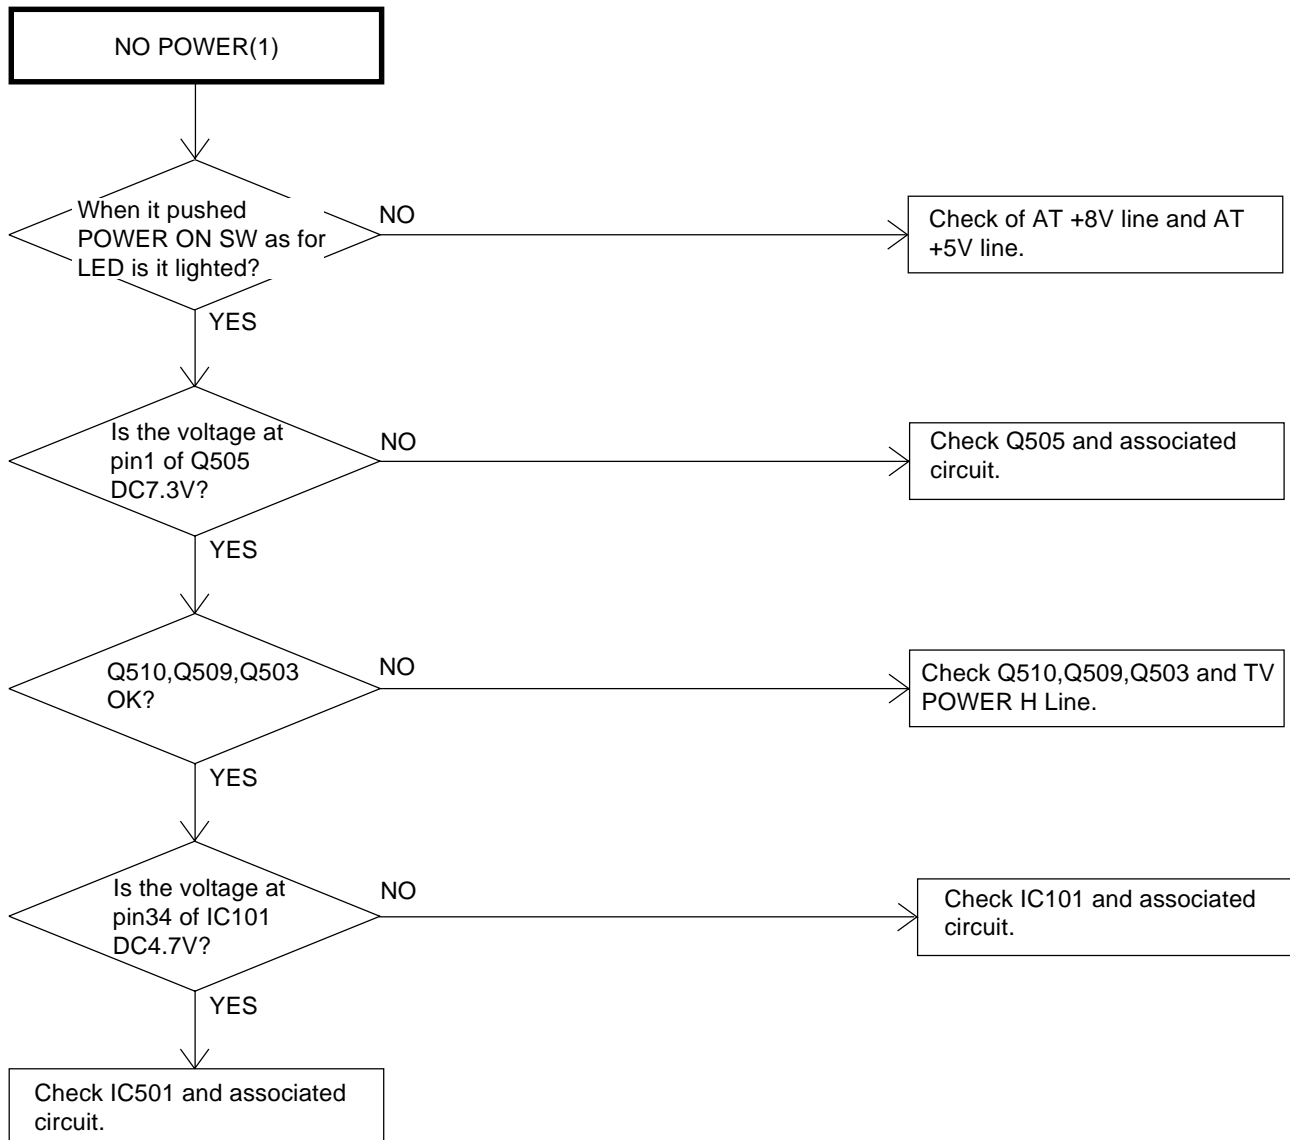 NO POWER(1)
When it pushed
POWER ON SW as for
LED is it lighted?
NO
Check of AT +8V line and AT
+5V line.
YES
Is the voltage at
pin1 of Q505
DC7.3V?
NO
Check Q505 and associated
circuit.
YES
Q510,Q509,Q503
OK?
NO
Check Q510,Q509,Q503 and TV
POWER H Line.
YES
Is the voltage at
pin34 of IC101
DC4.7V?
NO
Check IC101 and associated
circuit.
YES
Check IC501 and associated
circuit.